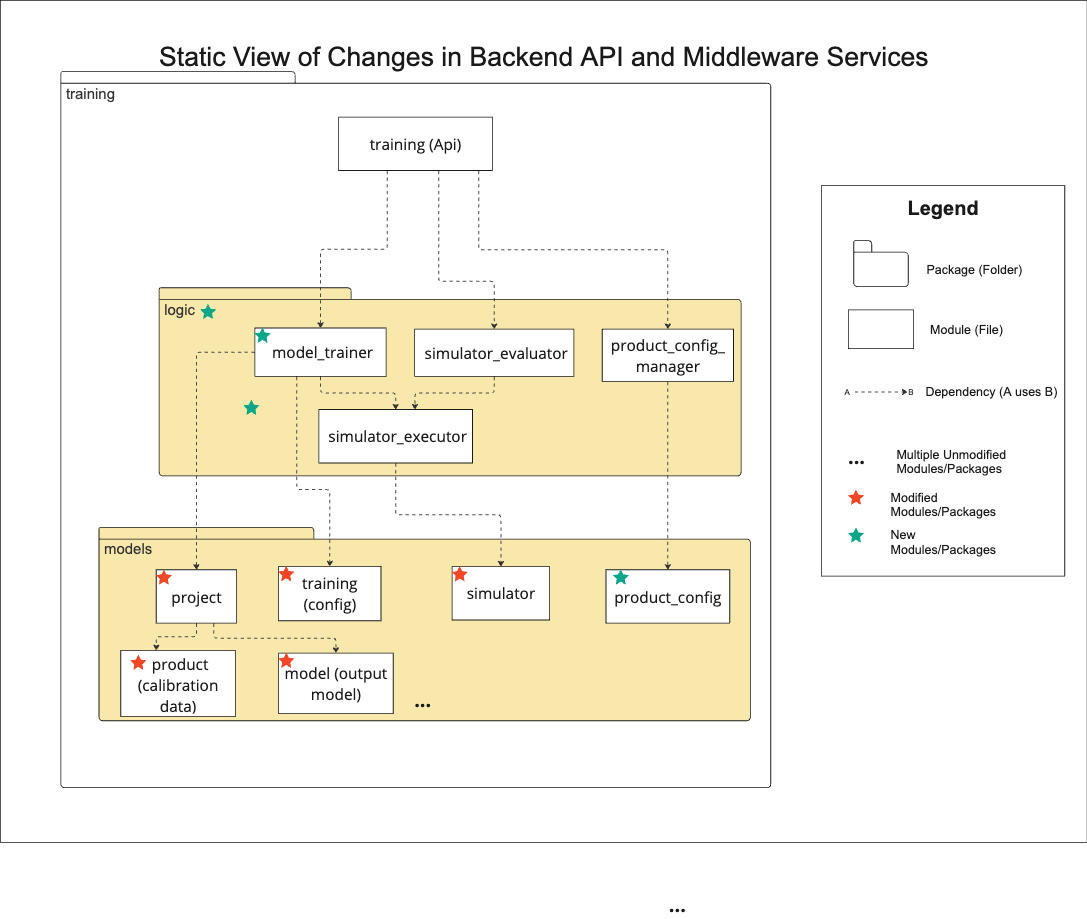 Static View of Changes in Backend API and Middleware Services
training
training (Api)
logic
model_trainer
simulator_evaluator
product_config_
manager
simulator_executor
models
project
training
(config)
simulator
product_config
product
(calibration
data)
model (output
model)
...
Legend
Package (Folder)
Module (File)
A
B
Dependency (A uses B)
...
Multiple Unmodified
Modules/Packages
Modified
Modules/Packages
New
Modules/Packages
...